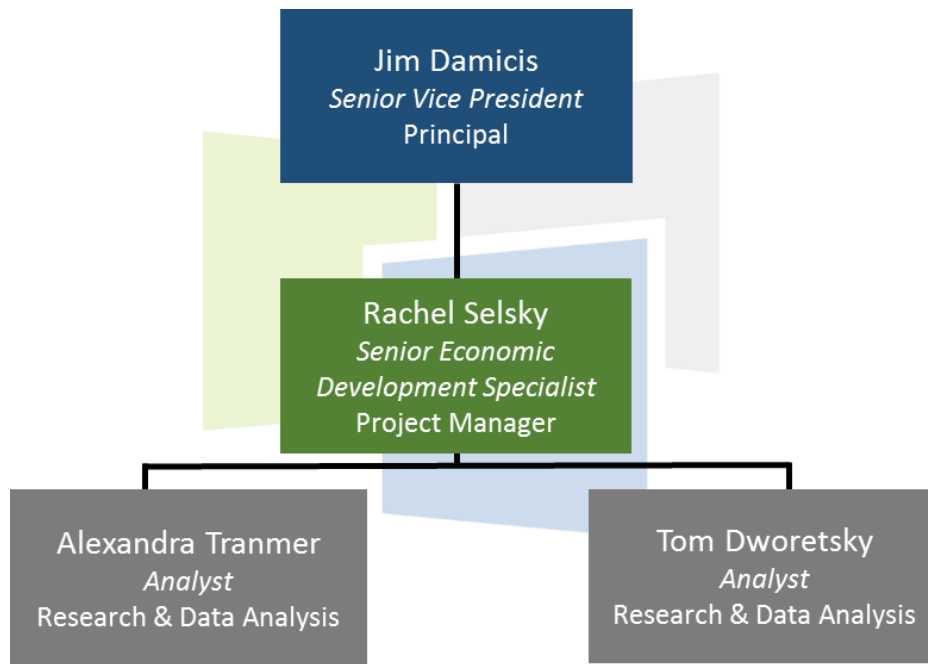 Jim Damicis
Senior Vice President
Principal
Rachel Selsky
Senior Economic
Development Specialist
Project Manager
Alexandra Tranmer
Analyst
Research & Data Analysis
Tom Dworetsky
Analyst
Research & Data Analysis